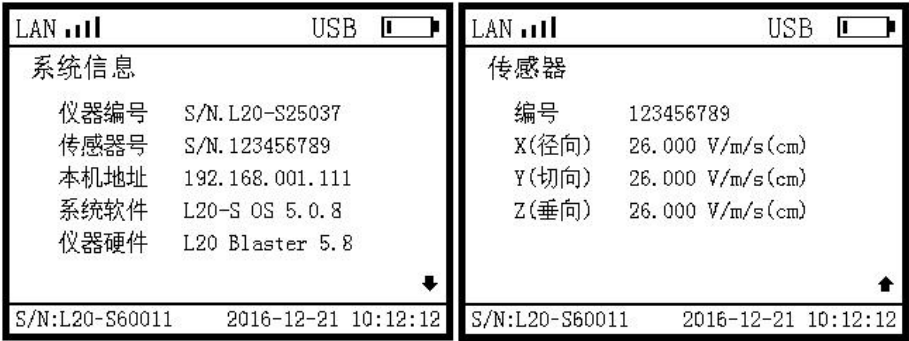 LAN USB
系统信息
仪器编号 S/N.L20-S25037
传感器号 S/N.123456789
本机地址 192.168.001.111
系统软件 L20-S OS 5.0.8
仪器硬件 L20 Blaster 5.8
S/N:L20-S60011 2016-12-21 10:12:12
LAN USB
传感器
编号 123456789
X(径向) 26.000 V/m/s(cm)
Y(切向) 26.000 V/m/s(cm)
Z(垂向) 26.000 V/m/s(cm)
S/N:L20-S60011 2016-12-21 10:12:12